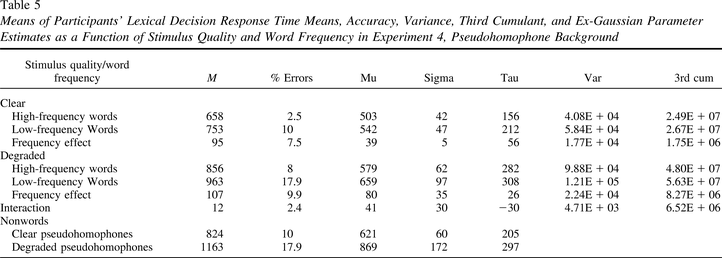 Table 5
Means of Participants' Lexical Decision Response Time Means, Accuracy, Variance, Third Cumulant, and Ex-Gaussian Parameter
Estimates as a Function of Stimulus Quality and Word Frequency in Experiment 4, Pseudohomophone Background
Stimulus quality/word
frequency M % Errors Mu Sigma Tau Var 3rd cum
Clear
High-frequency words 658 2.5 503 42 156 4.08E + 04 2.49E + 07
Low-frequency Words 753 10 542 47 212 5.84E + 04 2.67E + 07
Frequency effect 95 7.5 39 5 56 1.77E + 04 1.75E + 06
Degraded
High-frequency words 856 8 579 62 282 9.88E + 04 4.80E + 07
Low-frequency words 963 17.9 659 97 308 1.21E + 05 5.63E + 07
Frequency effect 107 9.9 80 35 26 2.24E + 04 8.27E + 06
Interaction 12 2.4 41 30 −30 4.71E + 03 6.52E + 06
Nonwords
Clear pseudohomophones 824 10 621 60 205
Degraded pseudohomophones 1163 17.9 869 172 297